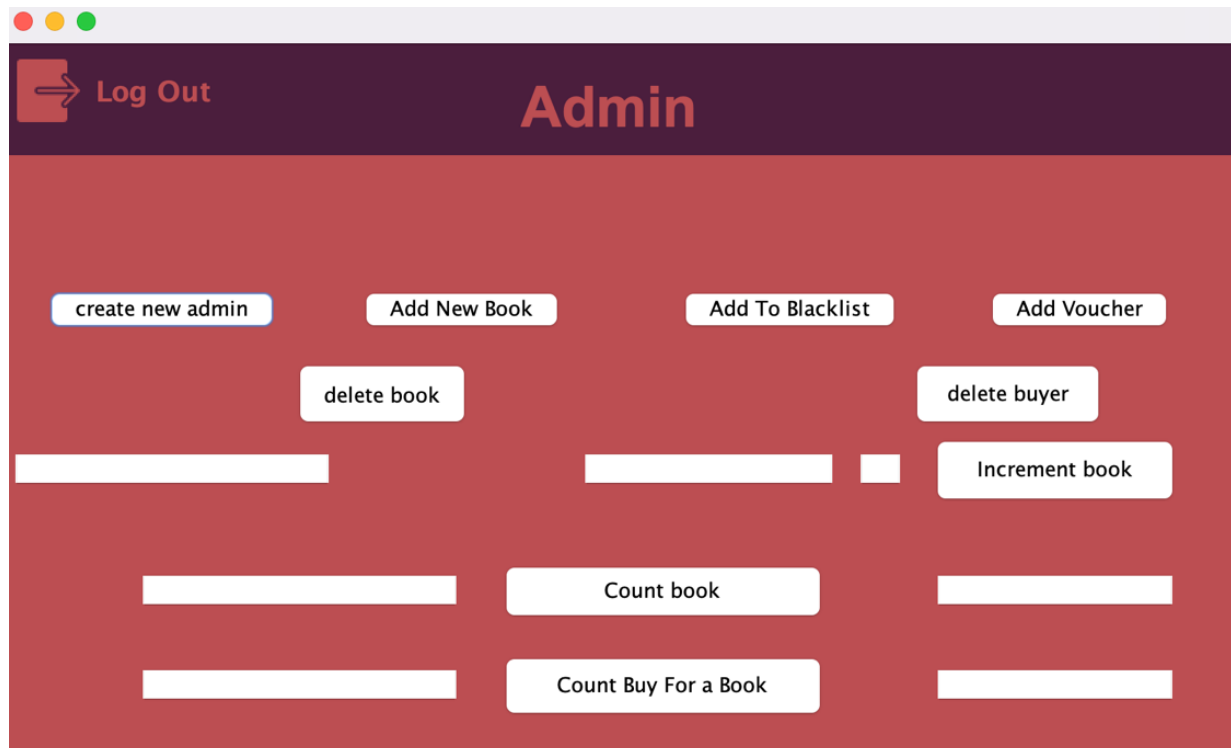 Log Out
Admin
create new admin
Add New Book
Add To Blacklist
Add Voucher
delete book
delete buyer
Increment book
Count book
Count Buy For a Book